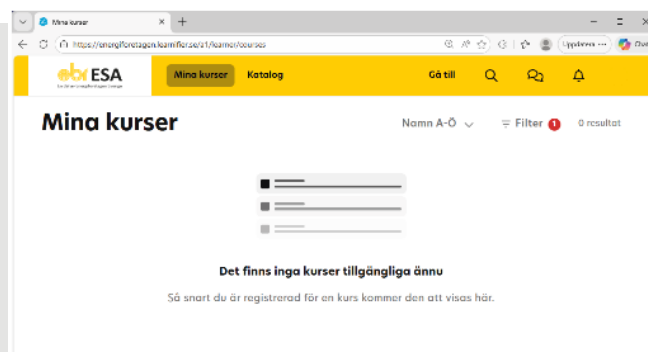 Mina kurser
https://energiforetagen.learnifier.se/a1/learner/courses
Uppdatera
ebr ESA
Mina kurser
Katalog
Gå till
Mina kurser
Namn A-Ö
Filter 1
0 resultat
Det finns inga kurser tillgängliga ännu
Så snart du är registrerad för en kurs kommer den att visas här.